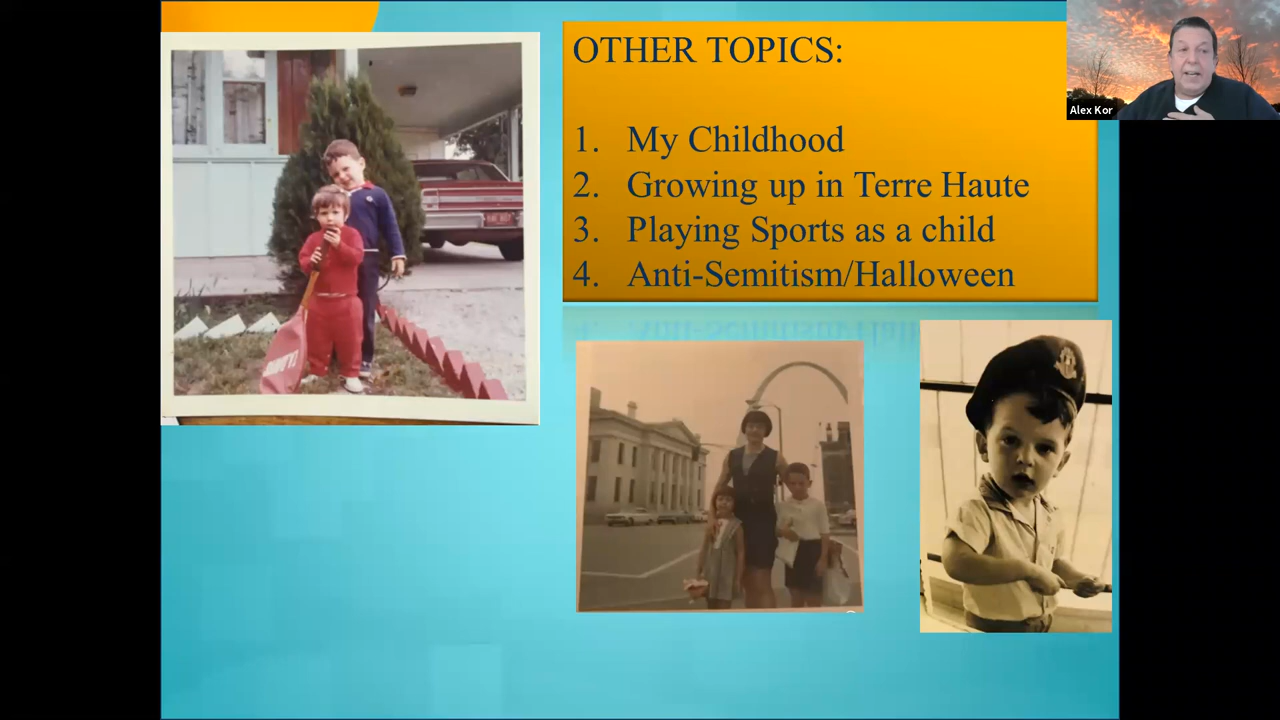 OTHER TOPICS:
1. My Childhood
2. Growing up in Terre Haute
3. Playing Sports as a child
4. Anti-Semitism/Halloween
Alex Kor